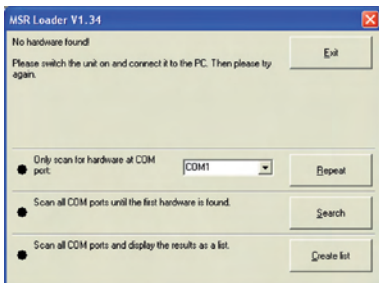 MSR Loader V1.34
No hardware found!
Exit
Please switch the unit on and connect it to the PC. Then please try
again.
Only scan for hardware at COM
port:
COM1
Repeat
Scan all COM ports until the first hardware is found.
Search
Scan all COM ports and display the results as a list.
Create list